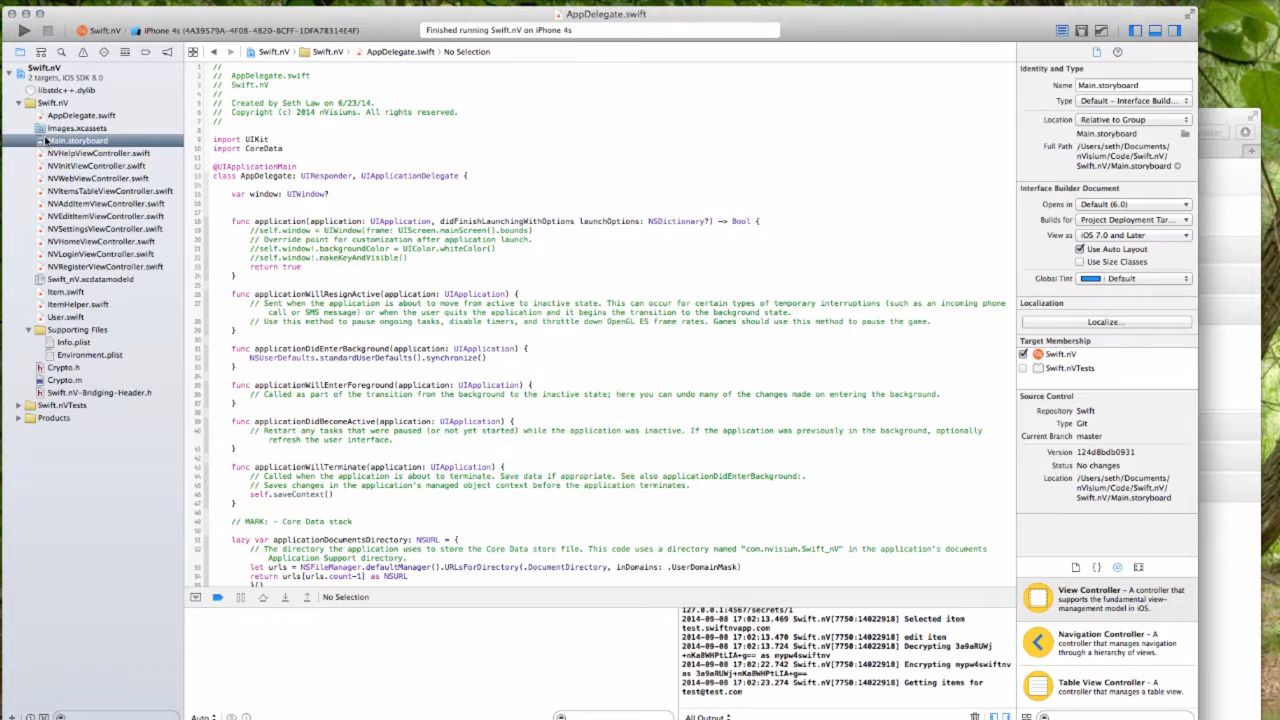 AppDelegate.swift
Swift.nV
iPhone 4s (4A39579A-4F08-4820-BCFF-1DFA78314E4F)
Finished running Swift.nV on iPhone 4s
Swift.nV
Swift.nV
AppDelegate.swift
No Selection
Swift.nV
2 targets, iOS SDK 8.0
libstdc++.dylib
Swift.nV
AppDelegate.swift
Images.xcassets
Main.storyboard
NVHelpViewController.swift
NVInitViewController.swift
NVWebViewController.swift
NVItemsTableViewController.swift
NVAddItemViewController.swift
NVEditItemViewController.swift
NVSettingsViewController.swift
NVHomeViewController.swift
NVLoginViewController.swift
NVRegisterViewController.swift
Swift_nV.xcdatamodeld
Item.swift
ItemHelper.swift
User.swift
Supporting Files
Info.plist
Environment.plist
Crypto.h
Crypto.m
Swift.nV-Bridging-Header.h
Swift.nVTests
Products
//
//  AppDelegate.swift
//  Swift.nV
//
//  Created by Seth Law on 6/23/14.
//  Copyright (c) 2014 nVisiums. All rights reserved.
//
import UIKit
import CoreData
@UIApplicationMain
class AppDelegate: UIResponder, UIApplicationDelegate {
var window: UIWindow?
func application(application: UIApplication, didFinishLaunchingWithOptions launchOptions: NSDictionary?) -> Bool {
//self.window = UIWindow(frame: UIScreen.mainScreen().bounds)
// Override point for customization after application launch.
//self.window!.backgroundColor = UIColor.whiteColor()
//self.window!.makeKeyAndVisible()
return true
}
func applicationWillResignActive(application: UIApplication) {
// Sent when the application is about to move from active to inactive state. This can occur for certain types of temporary interruptions (such as an incoming phone
call or SMS message) or when the user quits the application and it begins the transition to the background state.
// Use this method to pause ongoing tasks, disable timers, and throttle down OpenGL ES frame rates. Games should use this method to pause the game.
}
func applicationDidEnterBackground(application: UIApplication) {
NSUserDefaults.standardUserDefaults().synchronize()
}
func applicationWillEnterForeground(application: UIApplication) {
// Called as part of the transition from the background to the inactive state; here you can undo many of the changes made on entering the background.
}
func applicationDidBecomeActive(application: UIApplication) {
// Restart any tasks that were paused (or not yet started) while the application was inactive. If the application was previously in the background, optionally
refresh the user interface.
}
func applicationWillTerminate(application: UIApplication) {
// Called when the application is about to terminate. Save data if appropriate. See also applicationDidEnterBackground:.
// Saves changes in the application's managed object context before the application terminates.
self.saveContext()
}
// MARK: - Core Data stack
lazy var applicationDocumentsDirectory: NSURL = {
// The directory the application uses to store the Core Data store file. This code uses a directory named "com.nvisium.Swift_nV" in the application's documents
Application Support directory.
let urls = NSFileManager.defaultManager().URLsForDirectory(.DocumentDirectory, inDomains: .UserDomainMask)
return urls[urls.count-1] as NSURL
}()
No Selection
127.0.0.1:4567/secrets/1
2014-09-08 17:02:13.469 Swift.nV[7750:14022918] Selected item
test.swiftnvapp.com
2014-09-08 17:02:13.470 Swift.nV[7750:14022918] edit item
2014-09-08 17:02:13.724 Swift.nV[7750:14022918] Decrypting 3a9aRUWj
+nKa8WHPtLIA+g== as mypw4swiftnv
2014-09-08 17:02:22.742 Swift.nV[7750:14022918] Encrypting mypw4swiftnv
as 3a9aRUWj+nKa8WHPtLIA+g==
2014-09-08 17:02:23.274 Swift.nV[7750:14022918] Getting items for
test@test.com
Auto
All Output
Identity and Type
Name Main.storyboard
Type Default - Interface Build...
Location Relative to Group
Main.storyboard
Full Path /Users/seth/Documents/
nVisium/Code/Swift.nV/
Swift.nV/Main.storyboard
Interface Builder Document
Opens in Default (6.0)
Builds for Project Deployment Tar...
View as iOS 7.0 and Later
Use Auto Layout
Use Size Classes
Global Tint Default
Localization
Localize...
Target Membership
Swift.nV
Swift.nVTests
Source Control
Repository Swift
Type Git
Current Branch master
Version 124d8bdb0931
Status No changes
Location /Users/seth/Documents/
nVisium/Code/Swift.nV/
Swift.nV/Main.storyboard
View Controller - A controller that
supports the fundamental view-
management model in iOS.
Navigation Controller - A
controller that manages navigation
through a hierarchy of views.
Table View Controller - A
controller that manages a table view.